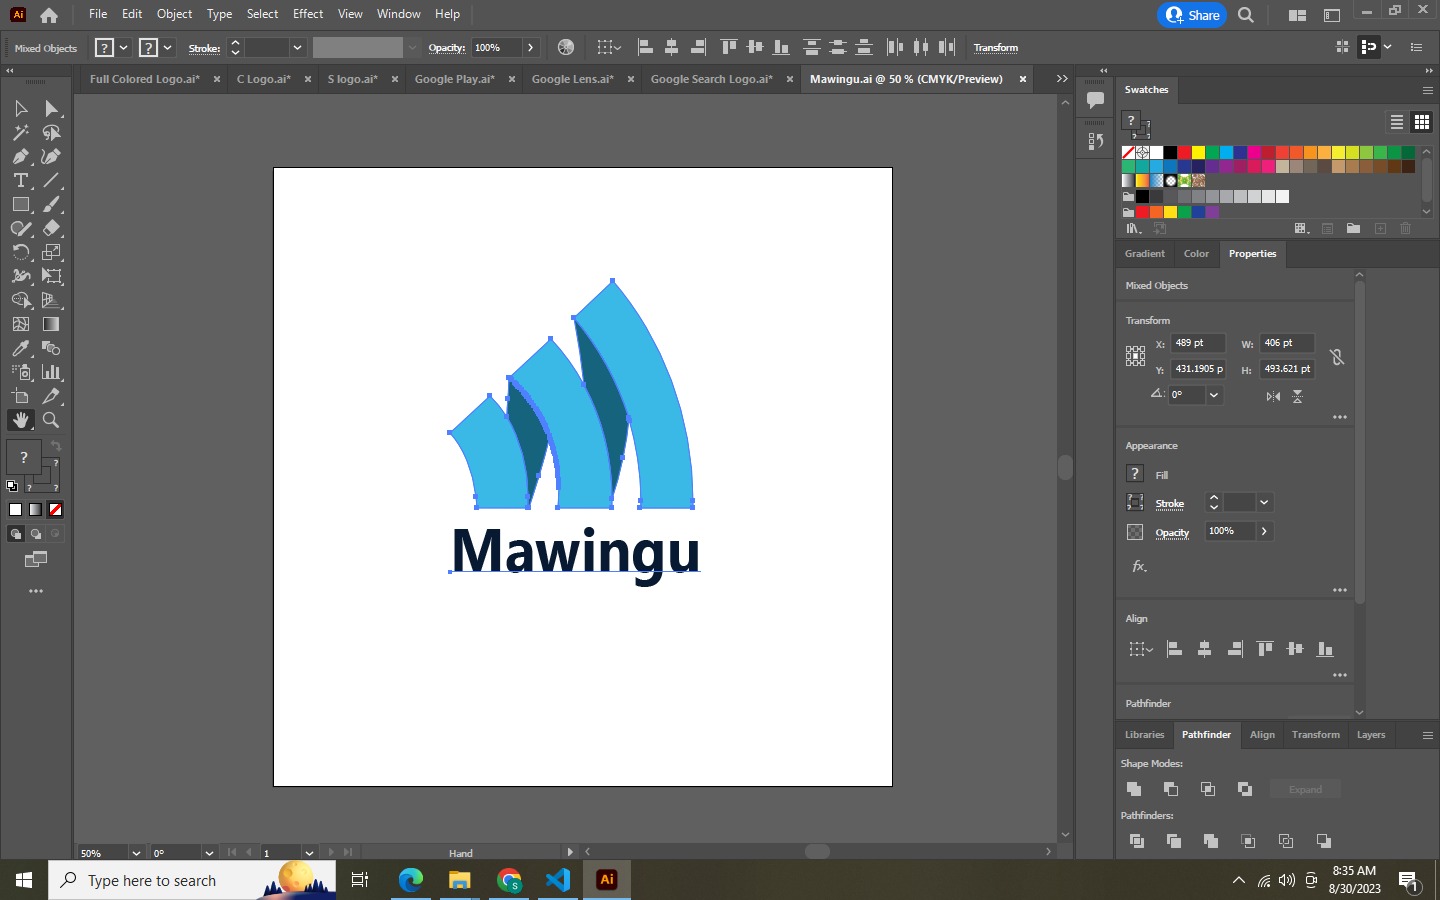 Ai File Edit Object Type Select Effect View Window Help Share
Mixed Objects ? ? Stroke: Opacity: 100% Transform
Full Colored Logo.ai* C Logo.ai* S logo.ai* Google Play.ai* Google Lens.ai* Google Search Logo.ai* Mawingu.ai @ 50 % (CMYK/Preview)
Swatches
?
Gradient Color Properties
Mixed Objects
Transform
X: 489 pt W: 406 pt
Y: 431.1905 p H: 493.621 pt
0°
Appearance
? Fill
Stroke
Opacity 100%
fx
Align
Pathfinder
Libraries Pathfinder Align Transform Layers
Shape Modes:
Expand
Pathfinders:
?
Mawingu
50% 0° 1 Hand
Type here to search
Ai
8:35 AM
8/30/2023
1